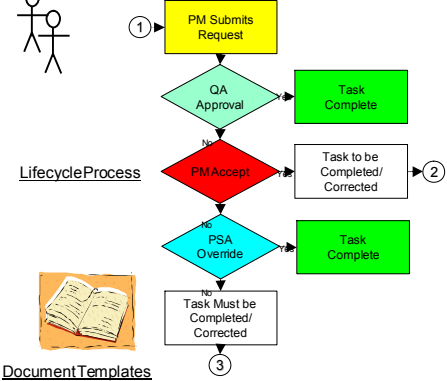 1
PM Submits
Request
QA
Approval
Yes
Task
Complete
No
LifecycleProcess
PM Accept
Yes
Task to be
Completed/
Corrected
2
No
PSA
Override
Yes
Task
Complete
No
Task Must be
Completed/
Corrected
3
DocumentTemplates